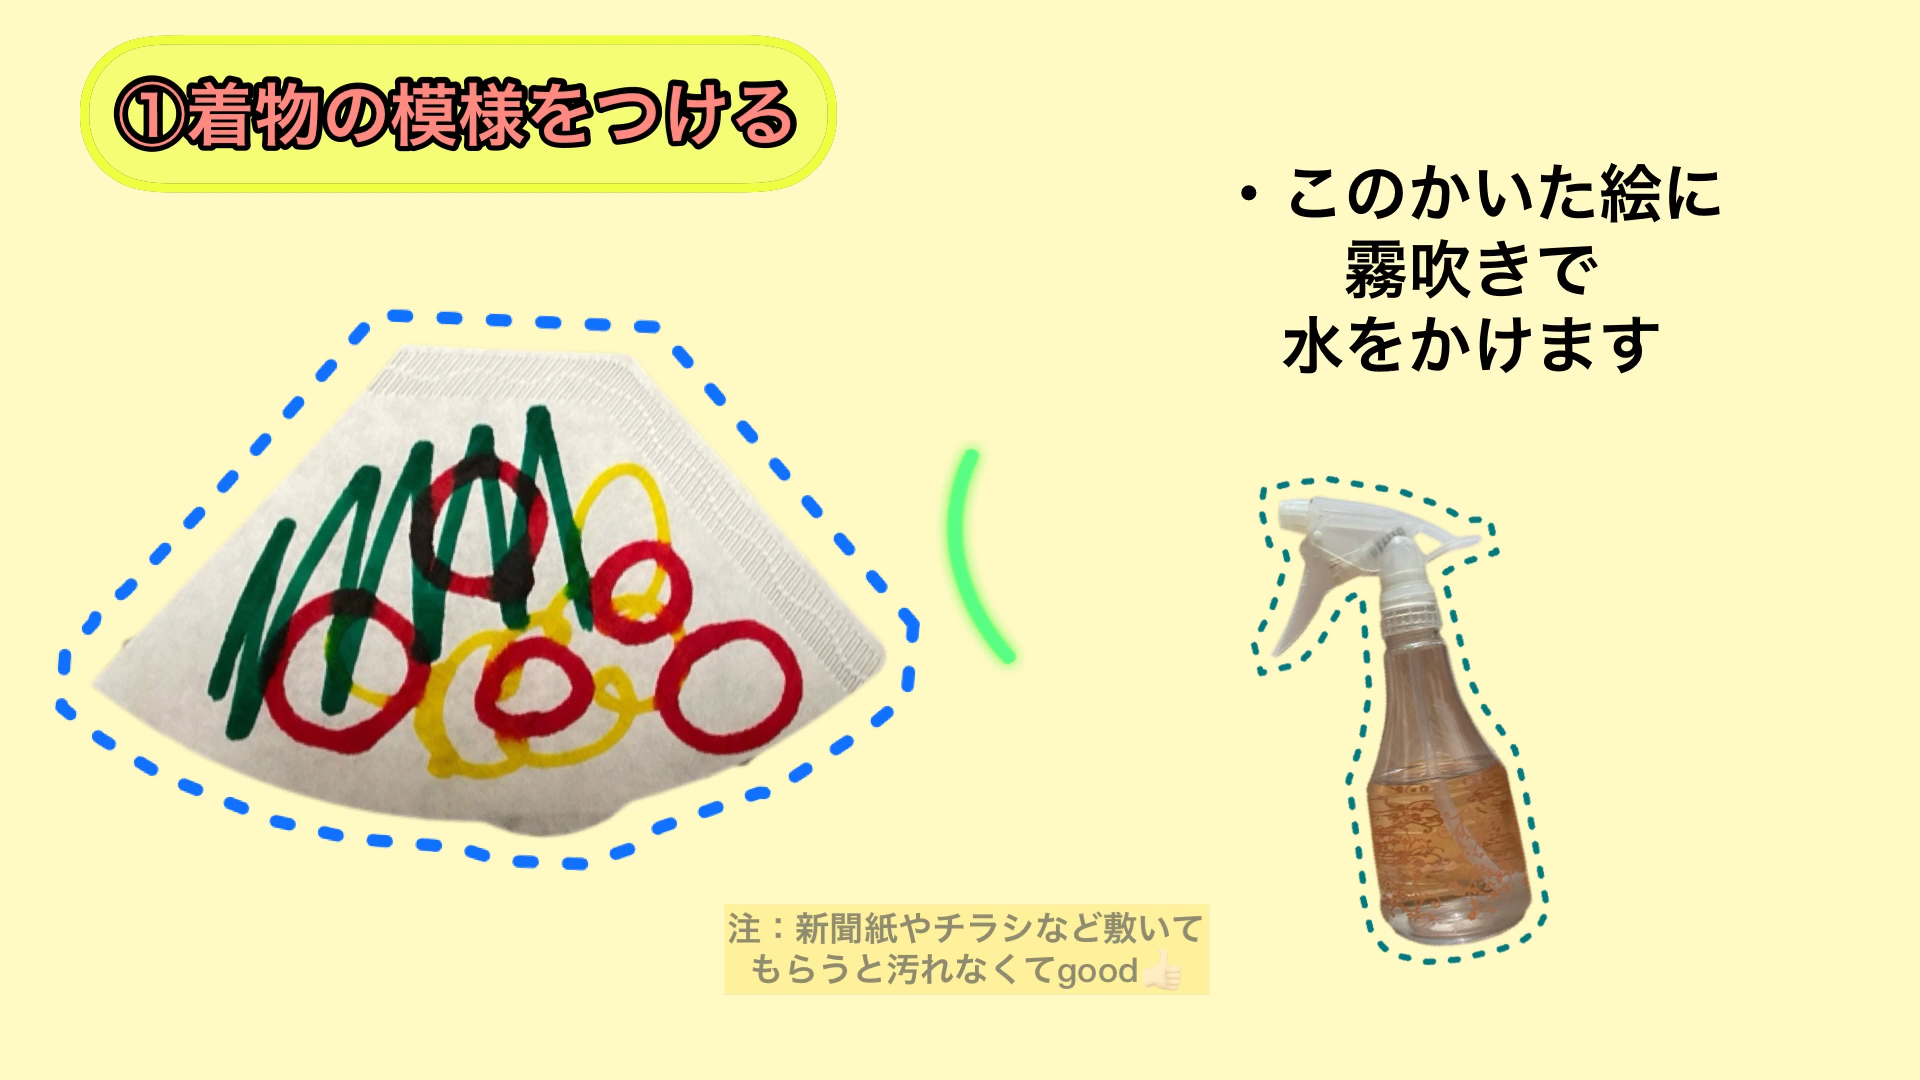 ①着物の模様をつける
・このかいた絵に
霧吹きで
水をかけます
注：新聞紙やチラシなど敷いて
もらうと汚れなくてgood👍🏻